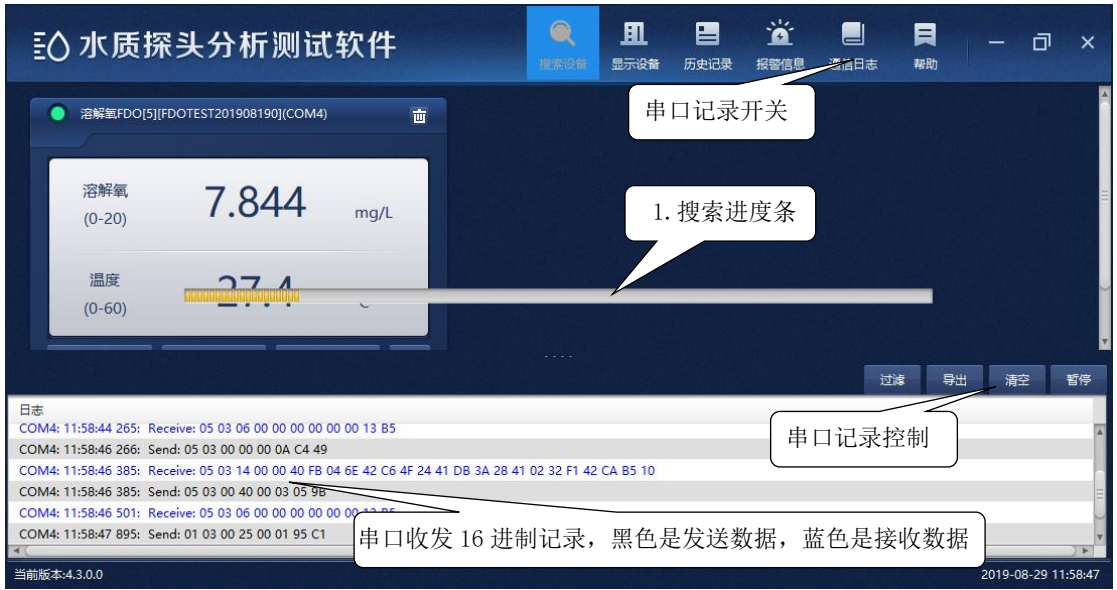 水质探头分析测试软件
搜索设备 显示设备 历史记录 报警信息 通信日志 帮助
串口记录开关
溶解氧FDO[5][FDOTEST201908190](COM4)
溶解氧
(0-20)
7.844
mg/L
1.搜索进度条
温度
(0-60)
27.4
过滤 导出 清空 暂停
日志
COM4: 11:58:44 265: Receive: 05 03 06 00 00 00 00 00 00 13 B5
COM4: 11:58:46 266: Send: 05 03 00 00 00 0A C4 49
COM4: 11:58:46 385: Receive: 05 03 14 00 00 40 FB 04 6E 42 C6 4F 24 41 DB 3A 28 41 02 32 F1 42 CA B5 10
COM4: 11:58:46 385: Send: 05 03 00 40 00 03 05 9B
COM4: 11:58:46 501: Receive: 05 03 06 00 00 00 00 00 00 13 B5
COM4: 11:58:47 895: Send: 01 03 00 25 00 01 95 C1
串口记录控制
串口收发 16 进制记录，黑色是发送数据，蓝色是接收数据
当前版本:4.3.0.0
2019-08-29 11:58:47